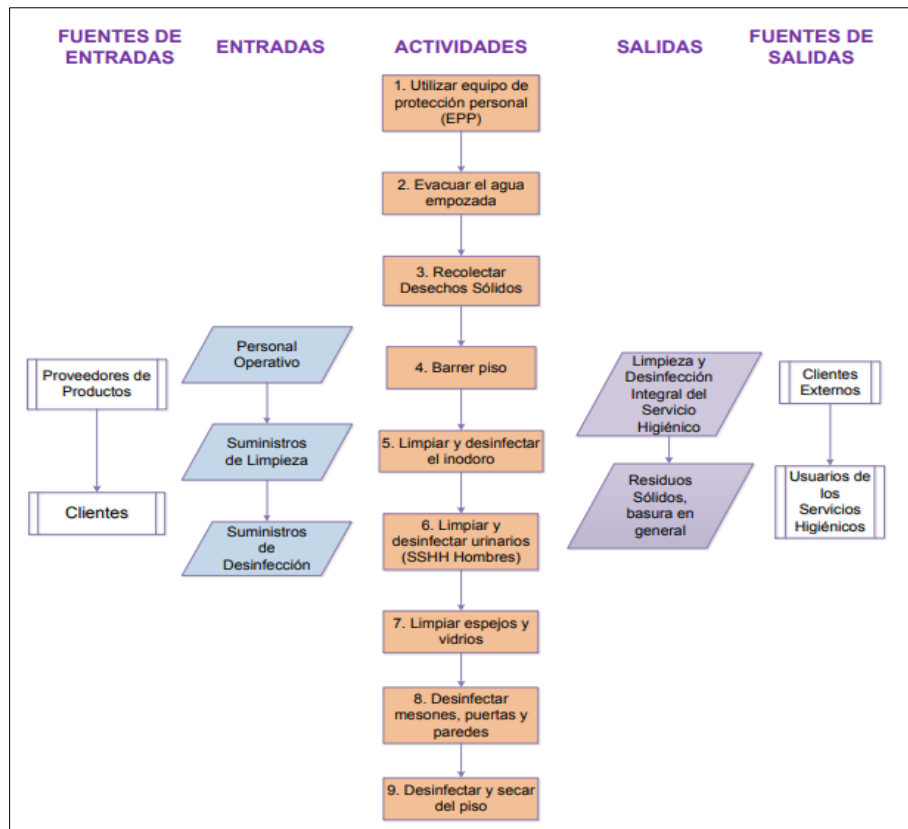 FUENTES DE
ENTRADAS
ENTRADAS
ACTIVIDADES
SALIDAS
FUENTES DE
SALIDAS
1. Utilizar equipo de
protección personal
(EPP)
2. Evacuar el agua
empozada
3. Recolectar
Desechos Sólidos
4. Barrer piso
5. Limpiar y desinfectar
el inodoro
6. Limpiar y
desinfectar urinarios
(SSHH Hombres)
7. Limpiar espejos y
vidrios
8. Desinfectar
mesones, puertas y
paredes
9. Desinfectar y secar
del piso
Proveedores de
Productos
Clientes
Personal
Operativo
Suministros
de Limpieza
Suministros
de
Desinfección
Limpieza y
Desinfección
Integral del
Servicio
Higiénico
Residuos
Sólidos,
basura en
general
Clientes
Externos
Usuarios de
los
Servicios
Higiénicos